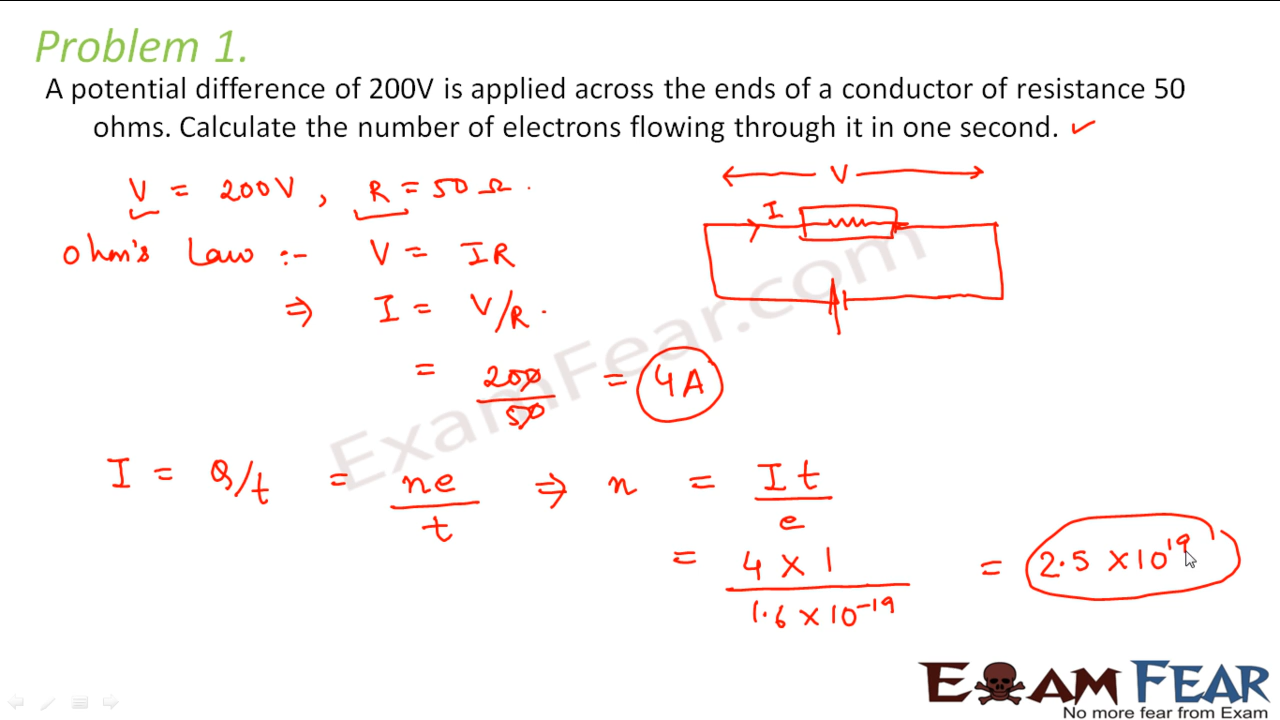 Problem 1.
A potential difference of 200V is applied across the ends of a conductor of resistance 50
ohms. Calculate the number of electrons flowing through it in one second. ✓
V = 200V, R = 50 Ω.
V
I
ohm's Law :- V = IR
⇒ I = V/R.
= 200/50 = 4A
ExamFear.com
I = Q/t = ne/t ⇒ n = It/e
= 4 × 1/1.6 × 10⁻¹⁹ = 2.5 × 10¹⁹
EXAM FEAR
No more fear from Exam